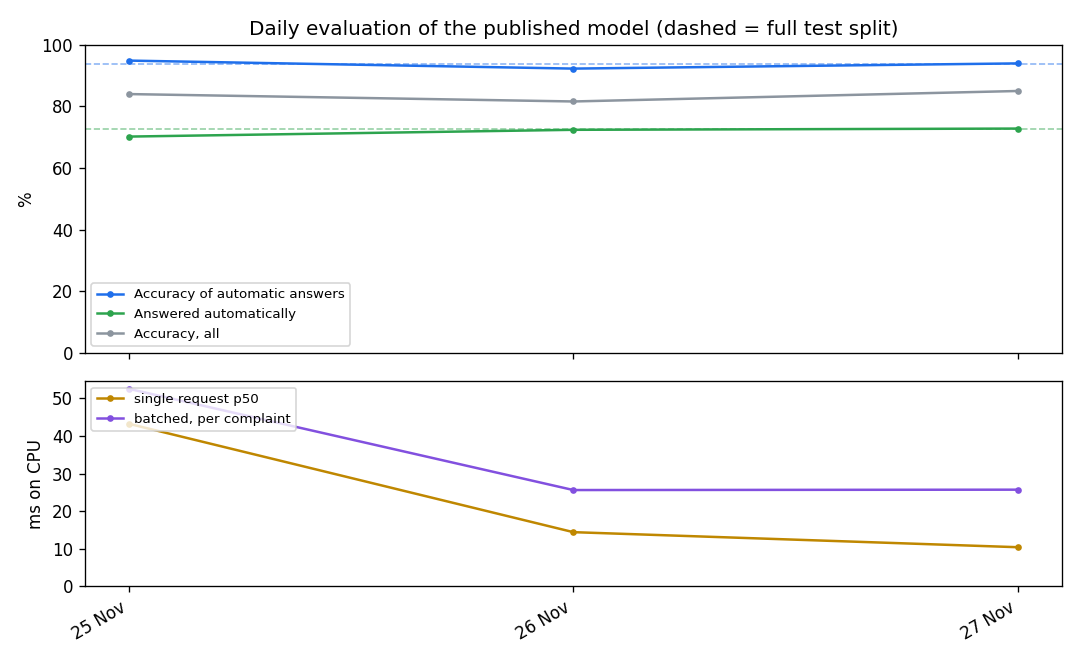 Daily evaluation of the published model (dashed = full test split)
100
80
60
40
20
0
%
Accuracy of automatic answers
Answered automatically
Accuracy, all
50
40
30
20
10
0
ms on CPU
single request p50
batched, per complaint
25 Nov
26 Nov
27 Nov